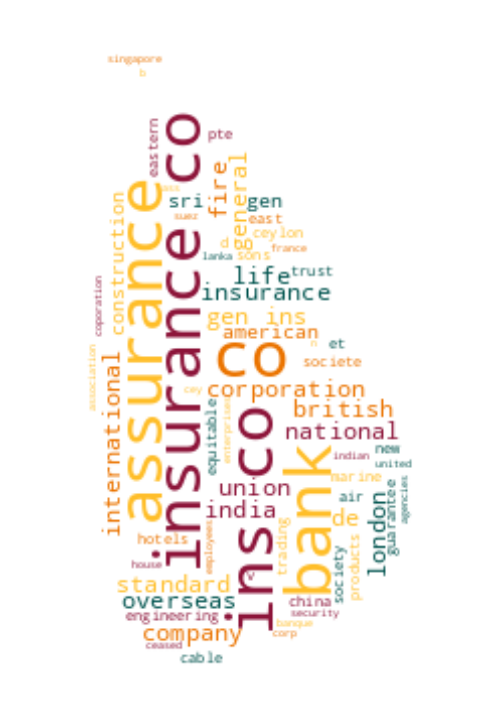 singapore
b
eastern
insurance co
pte
assurance
ass
sri
gen
fire
general
suez
east
ceylon
d
co
france
lanka
sons
construction
life
trust
insurance
coporation
gen ins
american
n
et
co
societe
association
international
cey
corporation
equitable
enterprises
british
ins co
national
bank
indian
new
united
union
marine
india
air
agencies
de
london
guarantee
hotels
employees
trading
society
products
house
standard
c
overseas
china
engineering
security
banque
company
corp
ceased
cable